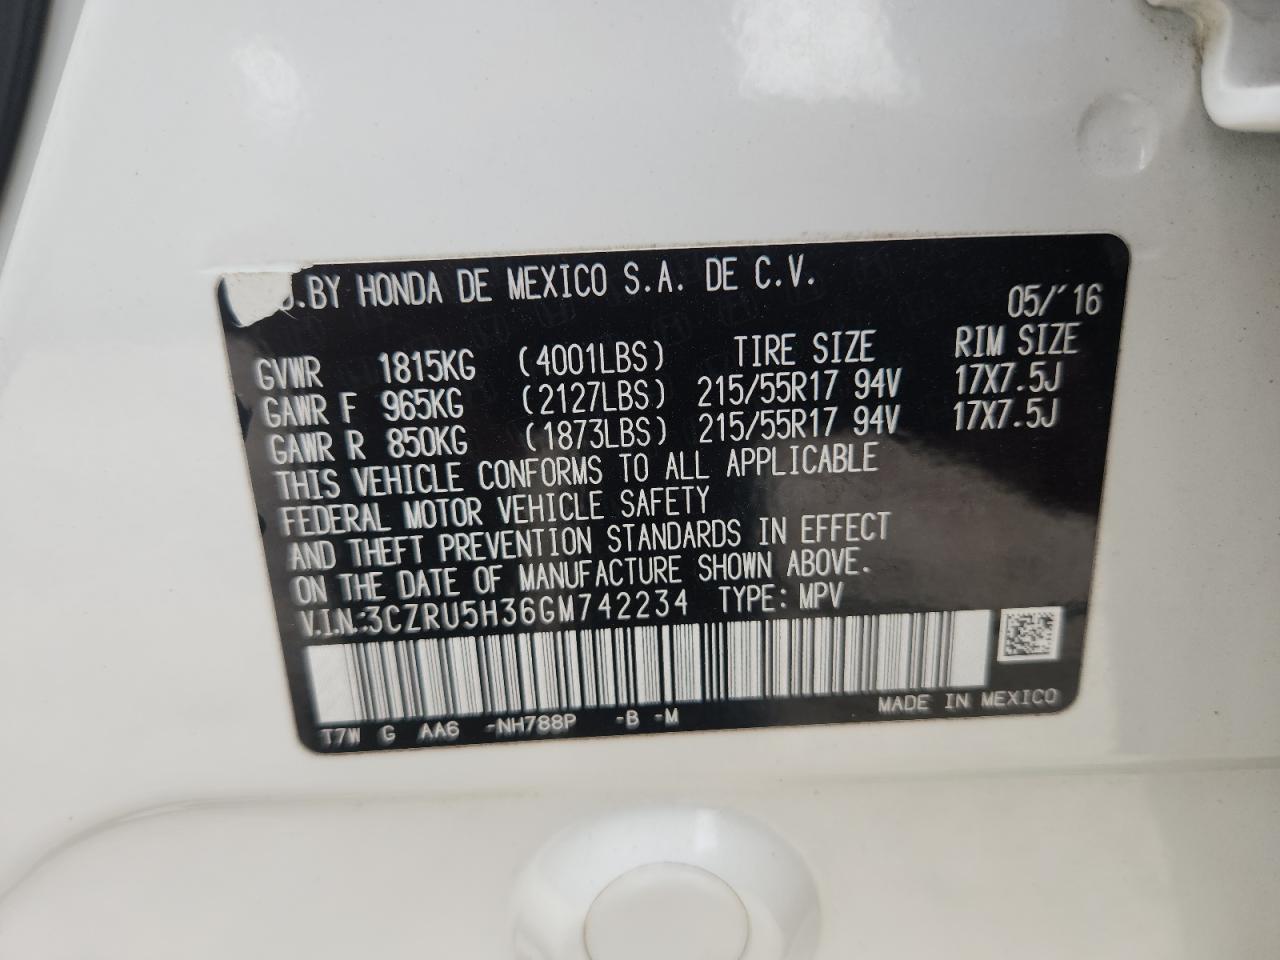 BY HONDA DE MEXICO S.A. DE C.V.
05/'16
GVWR 1815KG (4001LBS) TIRE SIZE RIM SIZE
GAWR F 965KG (2127LBS) 215/55R17 94V 17X7.5J
GAWR R 850KG (1873LBS) 215/55R17 94V 17X7.5J
THIS VEHICLE CONFORMS TO ALL APPLICABLE
FEDERAL MOTOR VEHICLE SAFETY
AND THEFT PREVENTION STANDARDS IN EFFECT
ON THE DATE OF MANUFACTURE SHOWN ABOVE.
V.I.N.:3CZRU5H36GM742234 TYPE: MPV
T7W G AA6 -NH788P -B -M MADE IN MEXICO